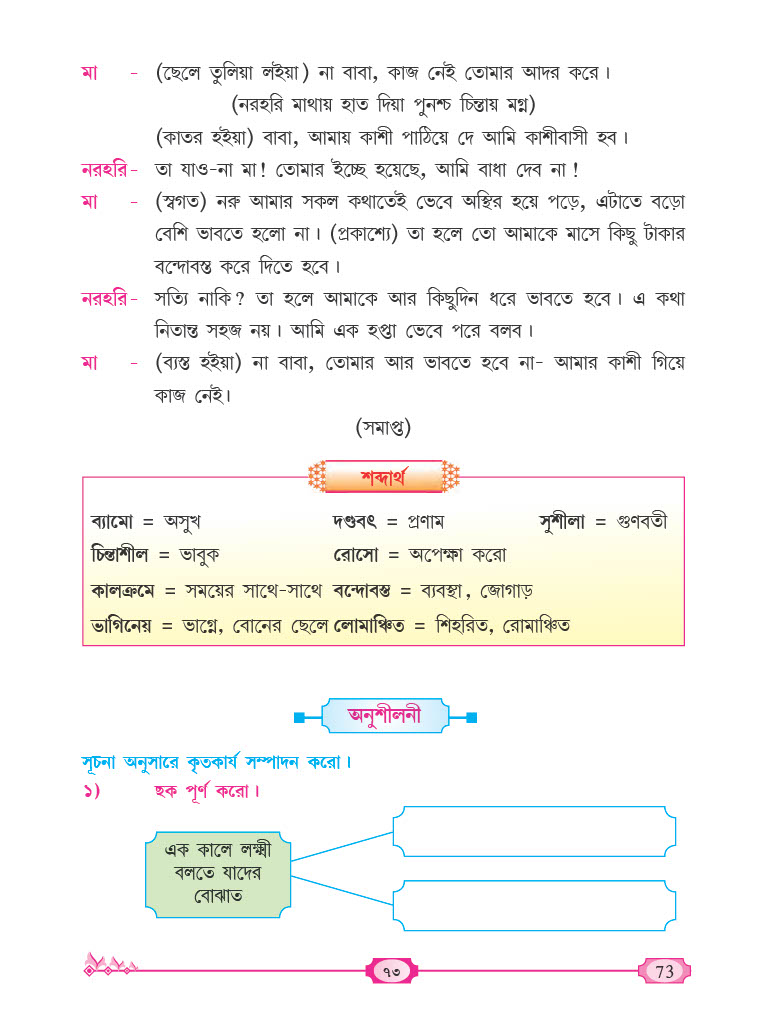 মা - (ছেলে তুলিয়া লইয়া) না বাবা, কাজ নেই তোমার আদর করে।
(নরহরি মাথায় হাত দিয়া পুনশ্চ চিন্তায় মগ্ন)
(কাতর হইয়া) বাবা, আমায় কাশী পাঠিয়ে দে আমি কাশীবাসী হব।
নরহরি- তা যাও-না মা! তোমার ইচ্ছে হয়েছে, আমি বাধা দেব না!
মা - (স্বগত) নরু আমার সকল কথাতেই ভেবে অস্থির হয়ে পড়ে, এটাতে বড়ো
বেশি ভাবতে হলো না। (প্রকাশ্যে) তা হলে তো আমাকে মাসে কিছু টাকার
বন্দোবস্ত করে দিতে হবে।
নরহরি- সত্যি নাকি? তা হলে আমাকে আর কিছুদিন ধরে ভাবতে হবে। এ কথা
নিতান্ত সহজ নয়। আমি এক হপ্তা ভেবে পরে বলব।
মা - (ব্যস্ত হইয়া) না বাবা, তোমার আর ভাবতে হবে না- আমার কাশী গিয়ে
কাজ নেই।
(সমাপ্ত)
শব্দার্থ
ব্যামো = অসুখ দণ্ডবৎ = প্রণাম সুশীলা = গুণবতী
চিন্তাশীল = ভাবুক রোসো = অপেক্ষা করো
কালক্রমে = সময়ের সাথে-সাথে বন্দোবস্ত = ব্যবস্থা, জোগাড়
ভাগিনেয় = ভাগ্নে, বোনের ছেলে লোমাঞ্চিত = শিহরিত, রোমাঞ্চিত
অনুশীলনী
সূচনা অনুসারে কৃতকার্য সম্পাদন করো।
১) ছক পূর্ণ করো।
এক কালে লক্ষ্মী
বলতে যাদের
বোঝাত
৭৩ 73